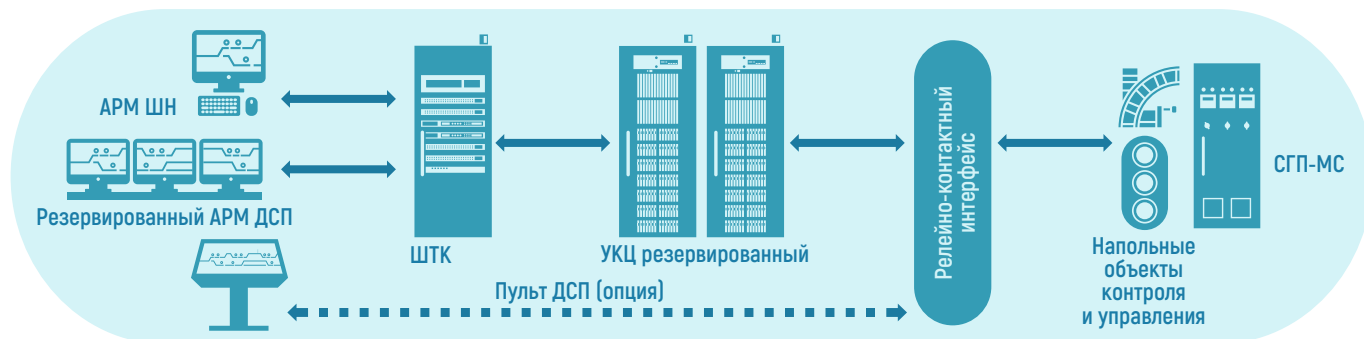 АРМ ШН
Резервированный АРМ ДСП
ШТК
УКЦ резервированный
Пульт ДСП (опция)
Релейно-контактный
интерфейс
СГП-МС
Напольные
объекты
контроля
и управления